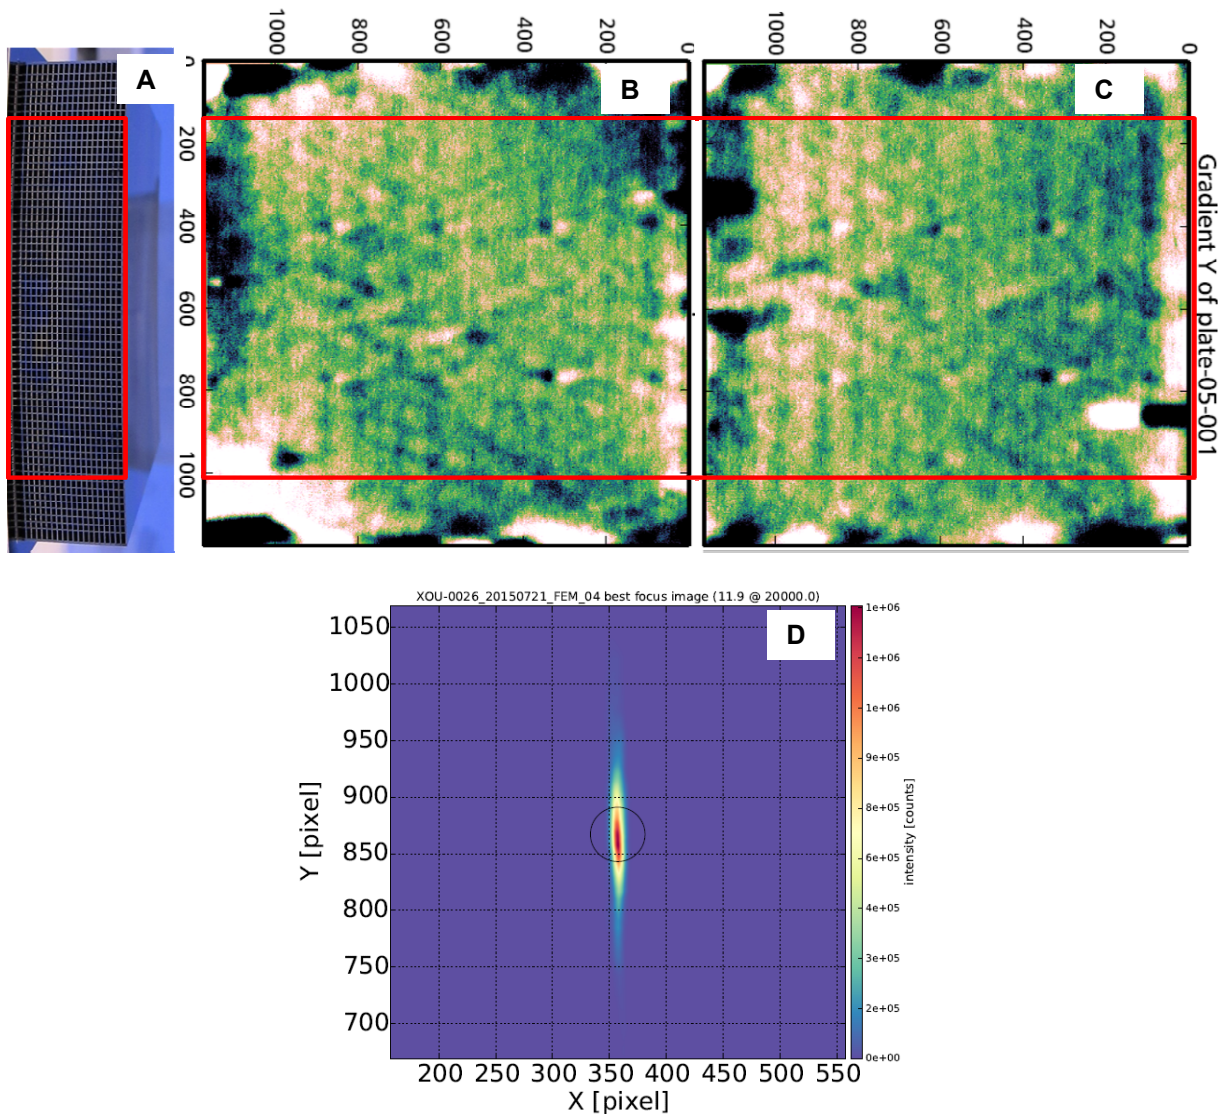 1000
800
600
400
200
0
1000
800
600
400
200
0
A
B
C
0
200
400
600
800
1000
Gradient Y of plate-05-001
XOU-0026_20150721_FEM_04 best focus image (11.9 @ 20000.0)
D
1050
1000
950
900
850
800
750
700
Y [pixel]
200
250
300
350
400
450
500
550
X [pixel]
1e+06
1e+06
1e+06
9e+05
8e+05
6e+05
4e+05
3e+05
2e+05
0e+00
intensity [counts]